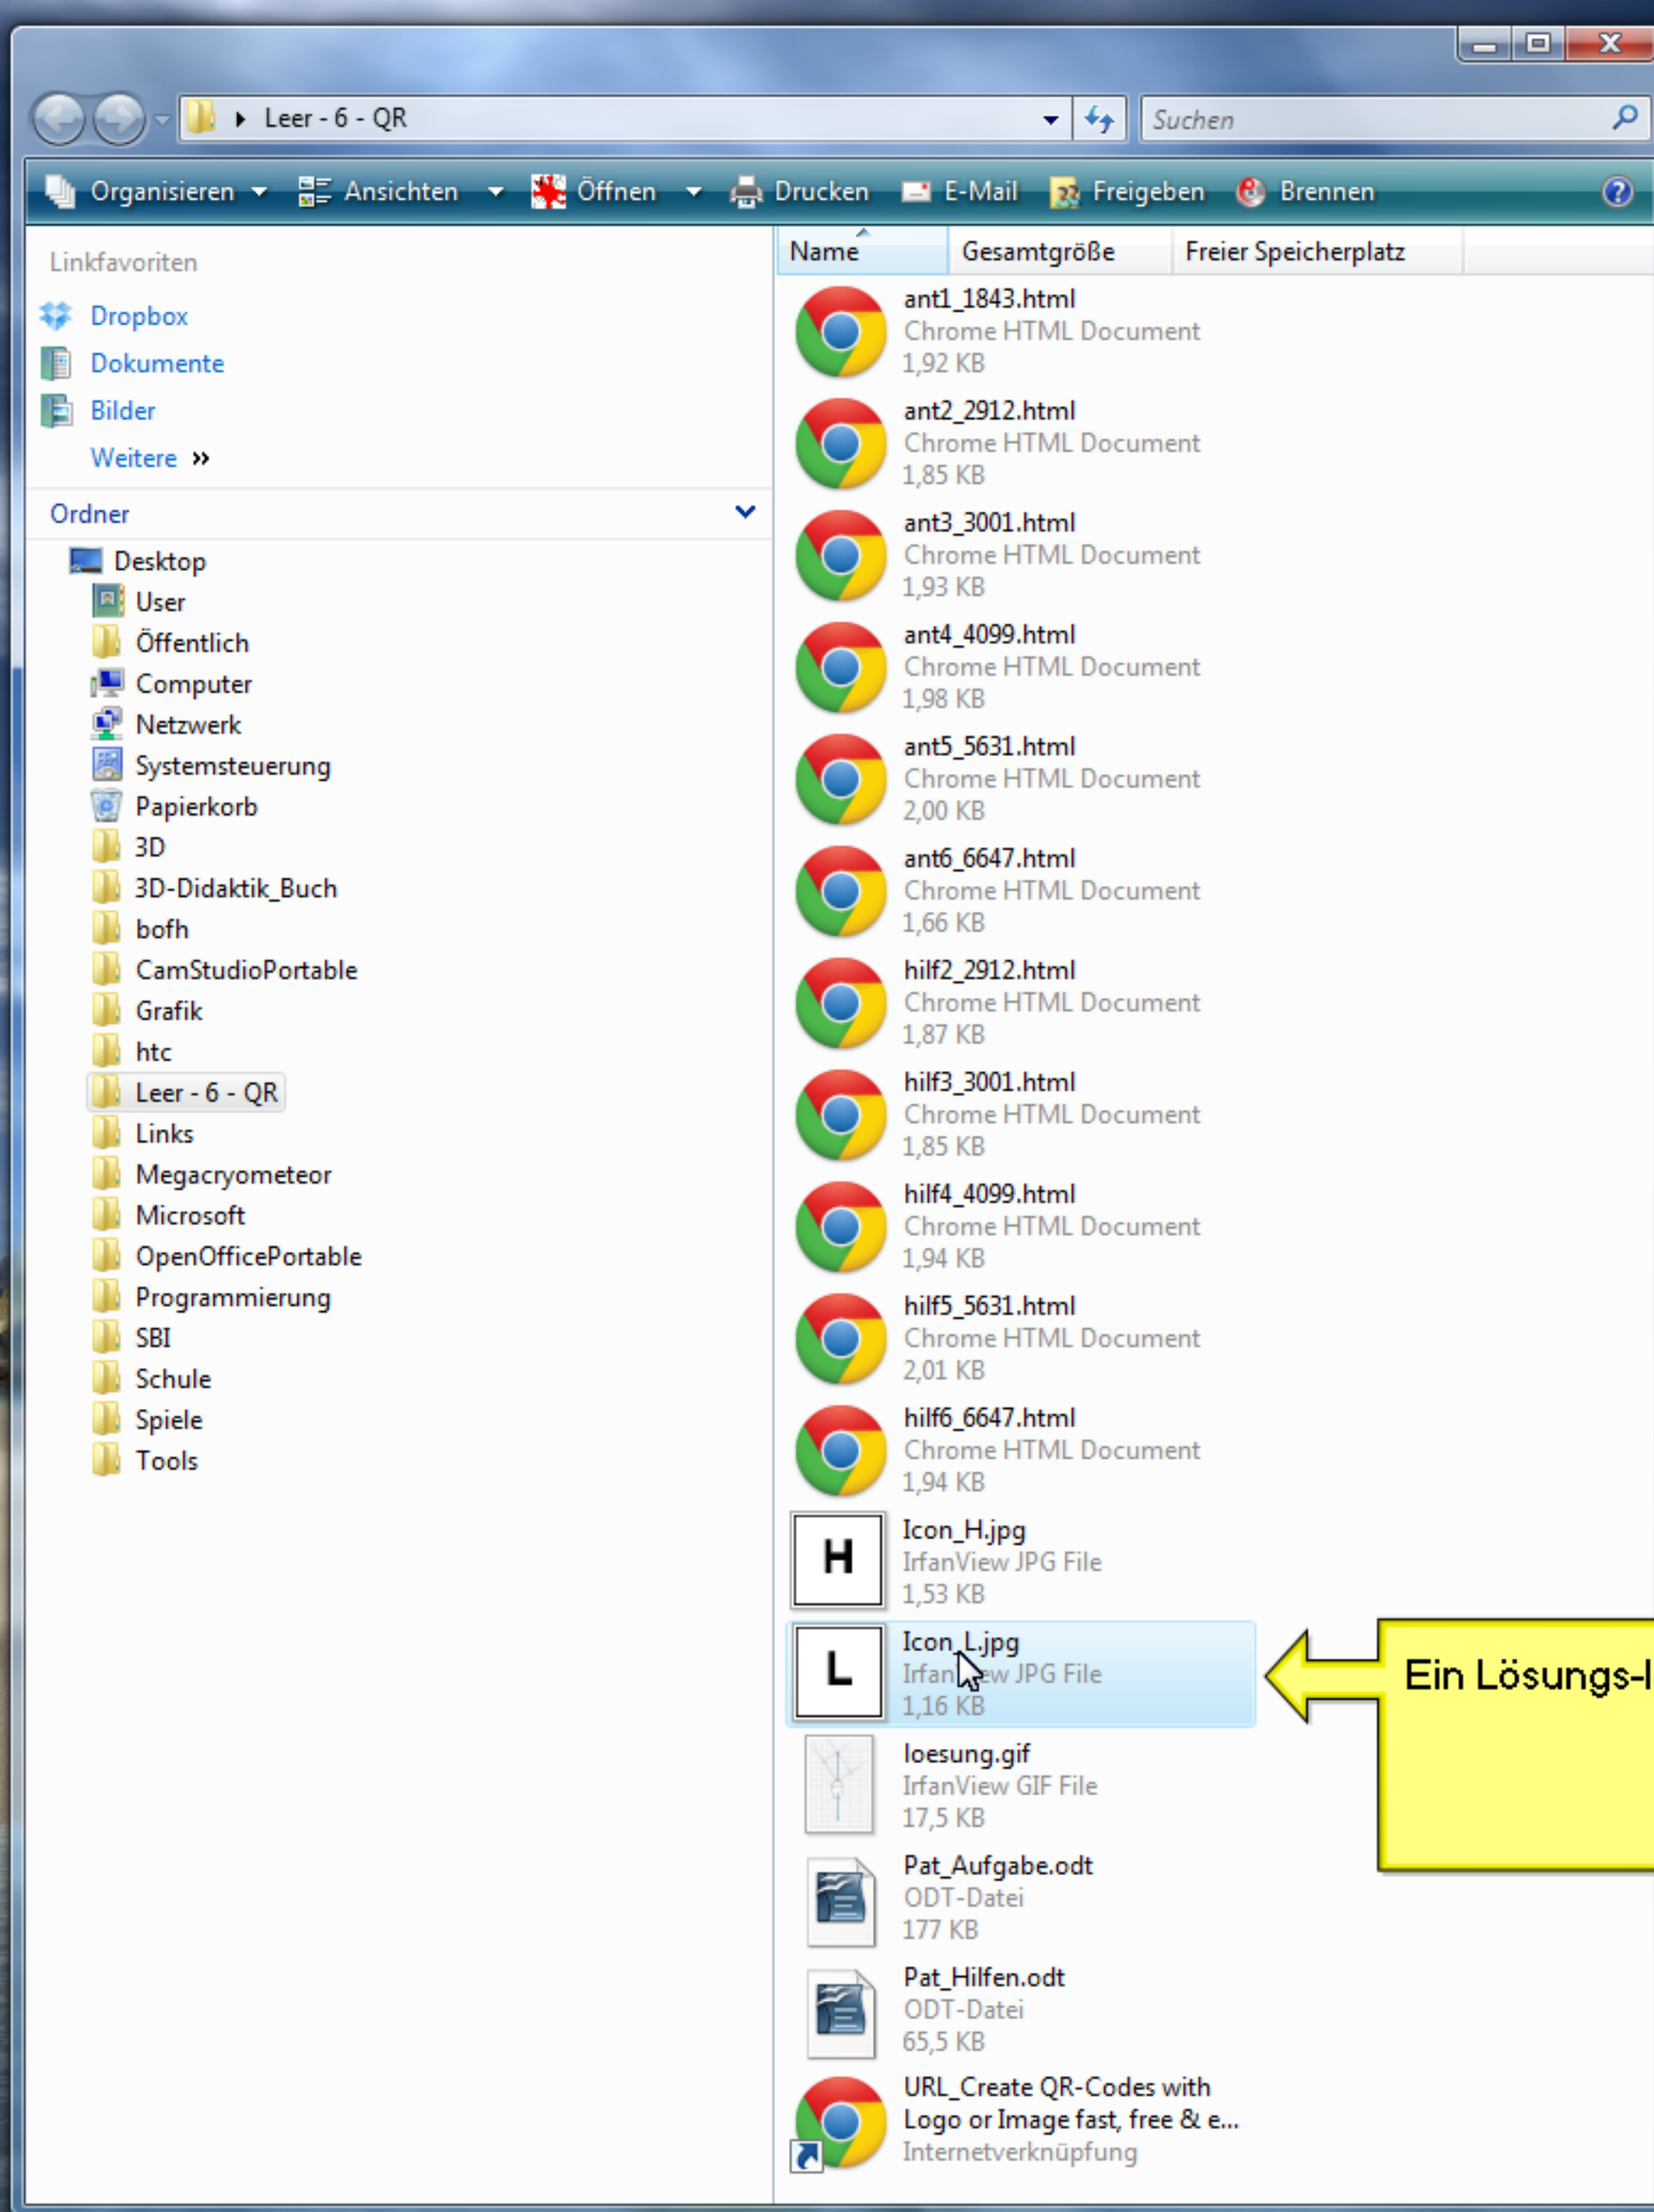 Leer - 6 - QR
Suchen
Organisieren
Ansichten
Öffnen
Drucken
E-Mail
Freigeben
Brennen
Linkfavoriten
Dropbox
Dokumente
Bilder
Weitere »
Ordner
Desktop
User
Öffentlich
Computer
Netzwerk
Systemsteuerung
Papierkorb
3D
3D-Didaktik_Buch
bofh
CamStudioPortable
Grafik
htc
Leer - 6 - QR
Links
Megacryometeor
Microsoft
OpenOfficePortable
Programmierung
SBI
Schule
Spiele
Tools
Name
Gesamtgröße
Freier Speicherplatz
ant1_1843.html
Chrome HTML Document
1,92 KB
ant2_2912.html
Chrome HTML Document
1,85 KB
ant3_3001.html
Chrome HTML Document
1,93 KB
ant4_4099.html
Chrome HTML Document
1,98 KB
ant5_5631.html
Chrome HTML Document
2,00 KB
ant6_6647.html
Chrome HTML Document
1,66 KB
hilf2_2912.html
Chrome HTML Document
1,87 KB
hilf3_3001.html
Chrome HTML Document
1,85 KB
hilf4_4099.html
Chrome HTML Document
1,94 KB
hilf5_5631.html
Chrome HTML Document
2,01 KB
hilf6_6647.html
Chrome HTML Document
1,94 KB
H
Icon_H.jpg
IrfanView JPG File
1,53 KB
L
Icon_L.jpg
IrfanView JPG File
1,16 KB
Ein Lösungs-I
loesung.gif
IrfanView GIF File
17,5 KB
Pat_Aufgabe.odt
ODT-Datei
177 KB
Pat_Hilfen.odt
ODT-Datei
65,5 KB
URL_Create QR-Codes with
Logo or Image fast, free & e...
Internetverknüpfung